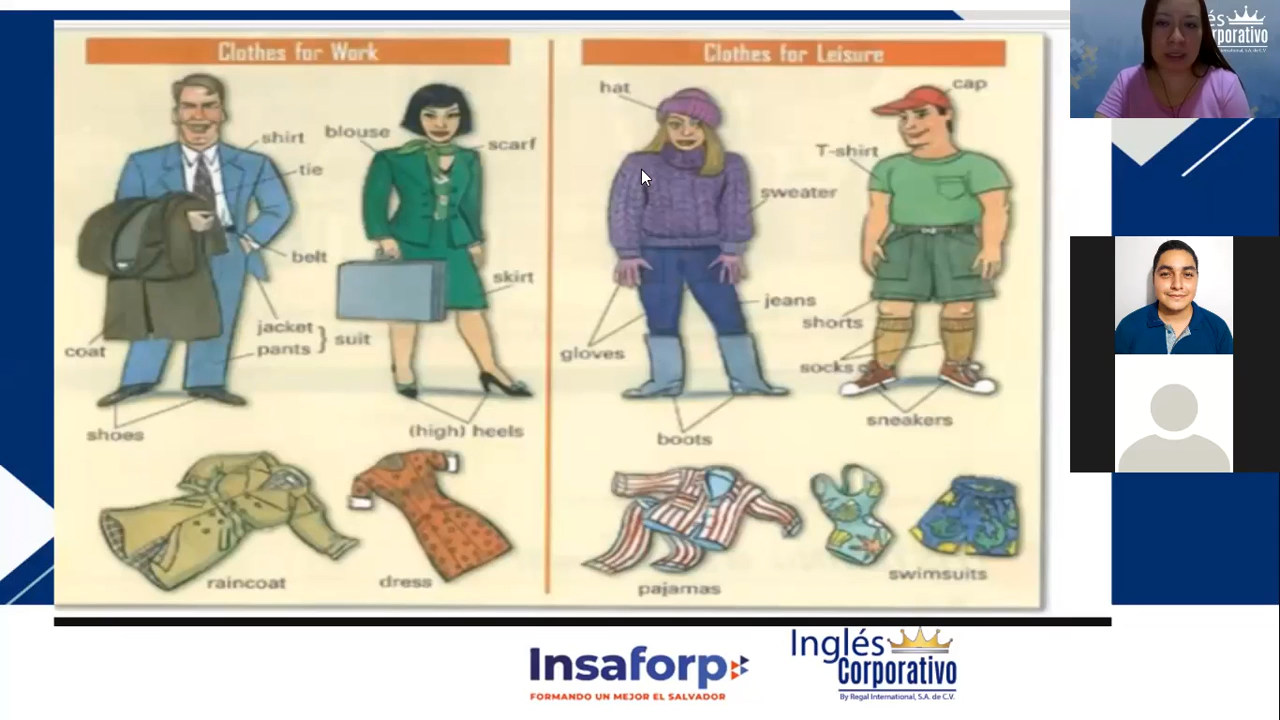 Clothes for Work
shirt
blouse
scarf
tie
belt
skirt
jacket
pants
suit
coat
shoes
(high) heels
raincoat
dress
Clothes for Leisure
hat
cap
T-shirt
sweater
jeans
shorts
gloves
socks
sneakers
boots
pajamas
swimsuits
Insaforp
FORMANDO UN MEJOR EL SALVADOR
Inglés
Corporativo
By Regal International, S.A. de C.V.